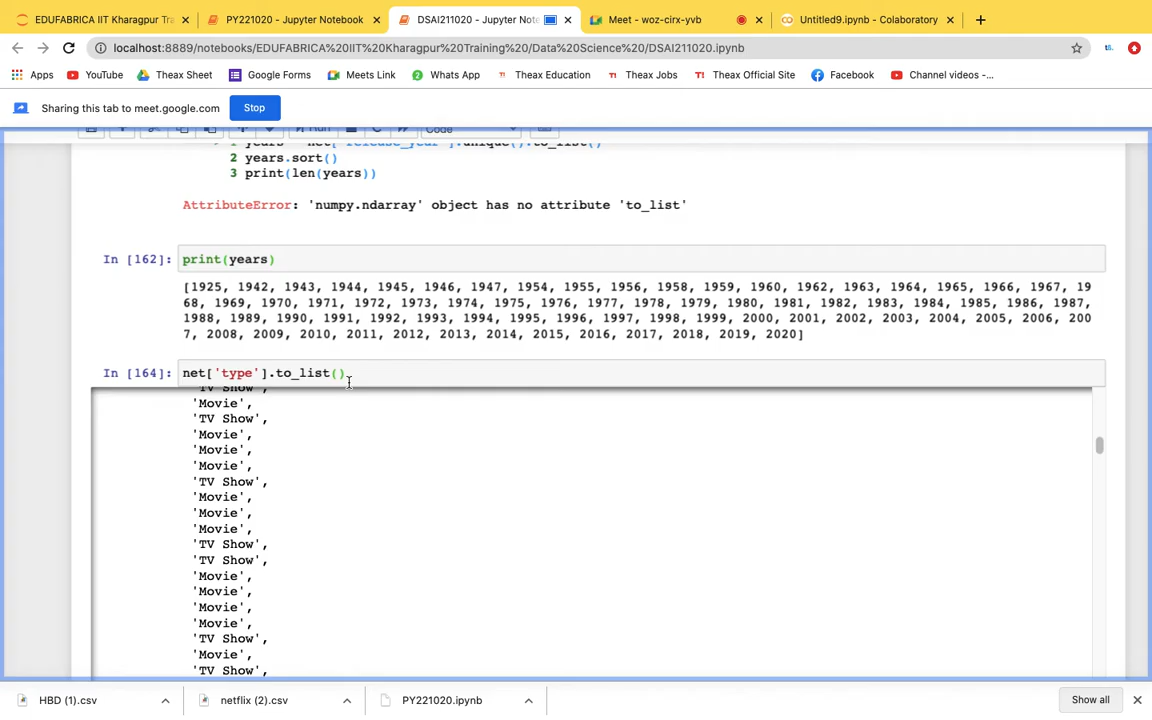 EDUFABRICA IIT Kharagpur Tra
PY221020 - Jupyter Notebook
DSAI211020 - Jupyter Note
Meet - woz-cirx-yvb
Untitled9.ipynb - Colaboratory
localhost:8889/notebooks/EDUFABRICA%20IIT%20Kharagpur%20Training%20/Data%20Science%20/DSAI211020.ipynb
Apps YouTube Theax Sheet Google Forms Meets Link Whats App Theax Education Theax Jobs Theax Official Site Facebook Channel videos -...
Sharing this tab to meet.google.com Stop
Run Code
1 years = net['release_year'].unique().to_list()
2 years.sort()
3 print(len(years))
AttributeError: 'numpy.ndarray' object has no attribute 'to_list'
In [162]: print(years)
[1925, 1942, 1943, 1944, 1945, 1946, 1947, 1954, 1955, 1956, 1958, 1959, 1960, 1962, 1963, 1964, 1965, 1966, 1967, 19
68, 1969, 1970, 1971, 1972, 1973, 1974, 1975, 1976, 1977, 1978, 1979, 1980, 1981, 1982, 1983, 1984, 1985, 1986, 1987,
1988, 1989, 1990, 1991, 1992, 1993, 1994, 1995, 1996, 1997, 1998, 1999, 2000, 2001, 2002, 2003, 2004, 2005, 2006, 200
7, 2008, 2009, 2010, 2011, 2012, 2013, 2014, 2015, 2016, 2017, 2018, 2019, 2020]
In [164]: net['type'].to_list()
'TV Show',
'Movie',
'TV Show',
'Movie',
'Movie',
'Movie',
'TV Show',
'Movie',
'Movie',
'Movie',
'TV Show',
'TV Show',
'Movie',
'Movie',
'Movie',
'Movie',
'TV Show',
'Movie',
'TV Show',
HBD (1).csv
netflix (2).csv
PY221020.ipynb
Show all